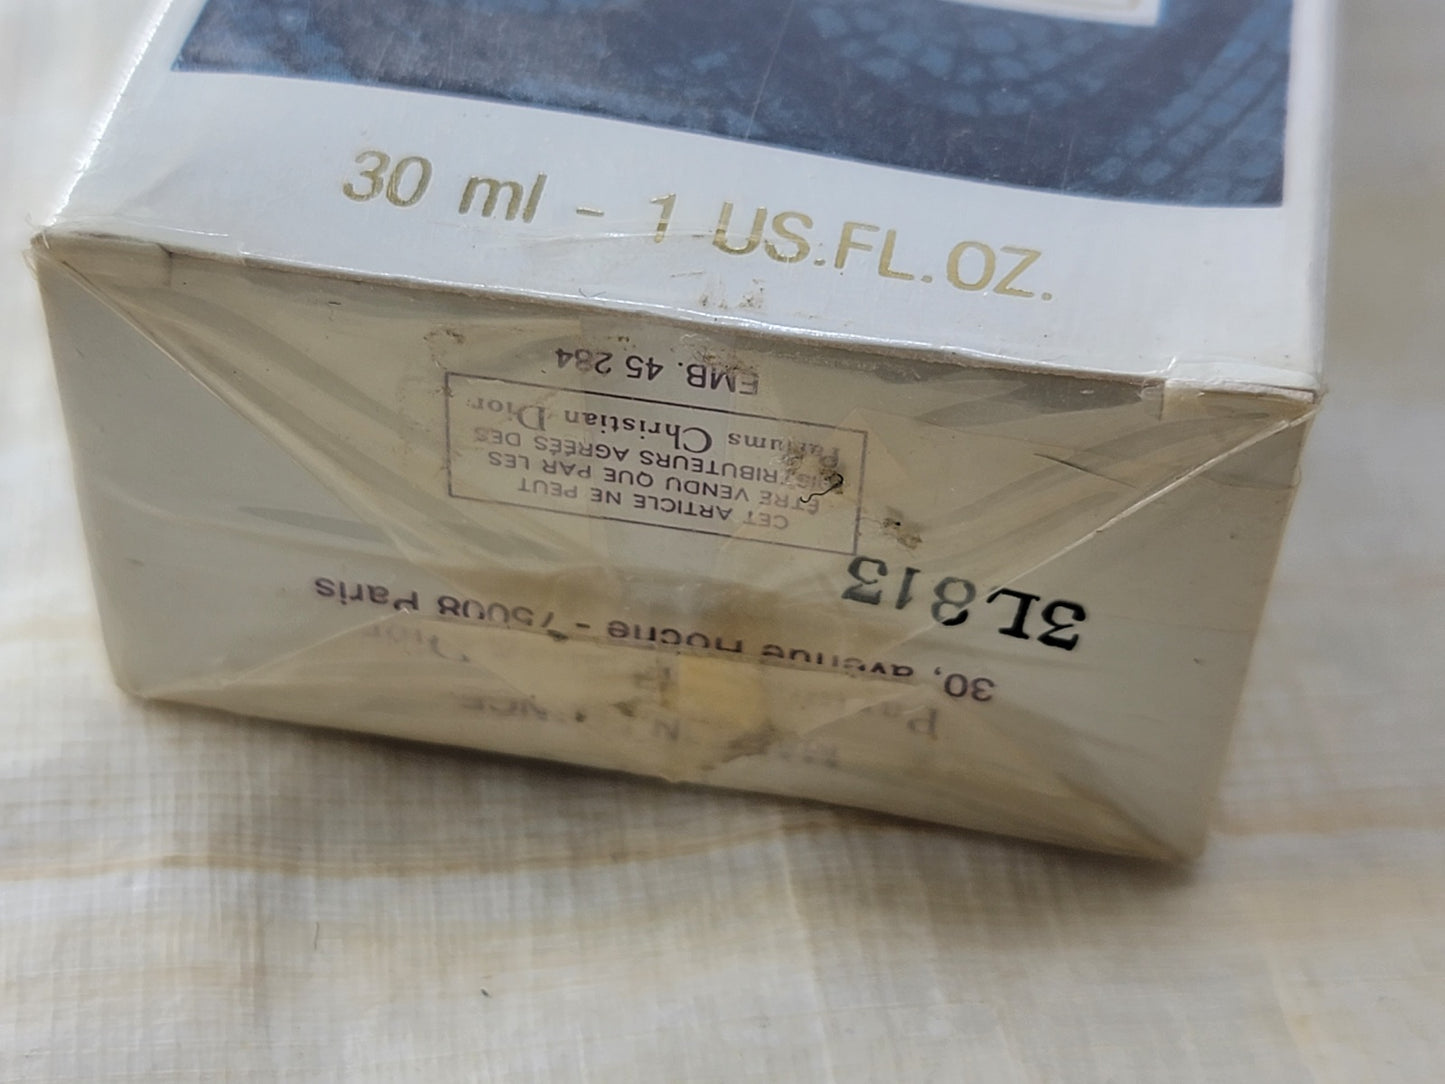 30 ml - 1 US.FL.OZ.
30, avenue Hoche - 75008 Paris
3L813
CET ARTICLE NE PEUT
ÊTRE VENDU QUE PAR LES
DISTRIBUTEURS AGRÉÉS DES
Parfums Christian Dior
EMB. 45 284